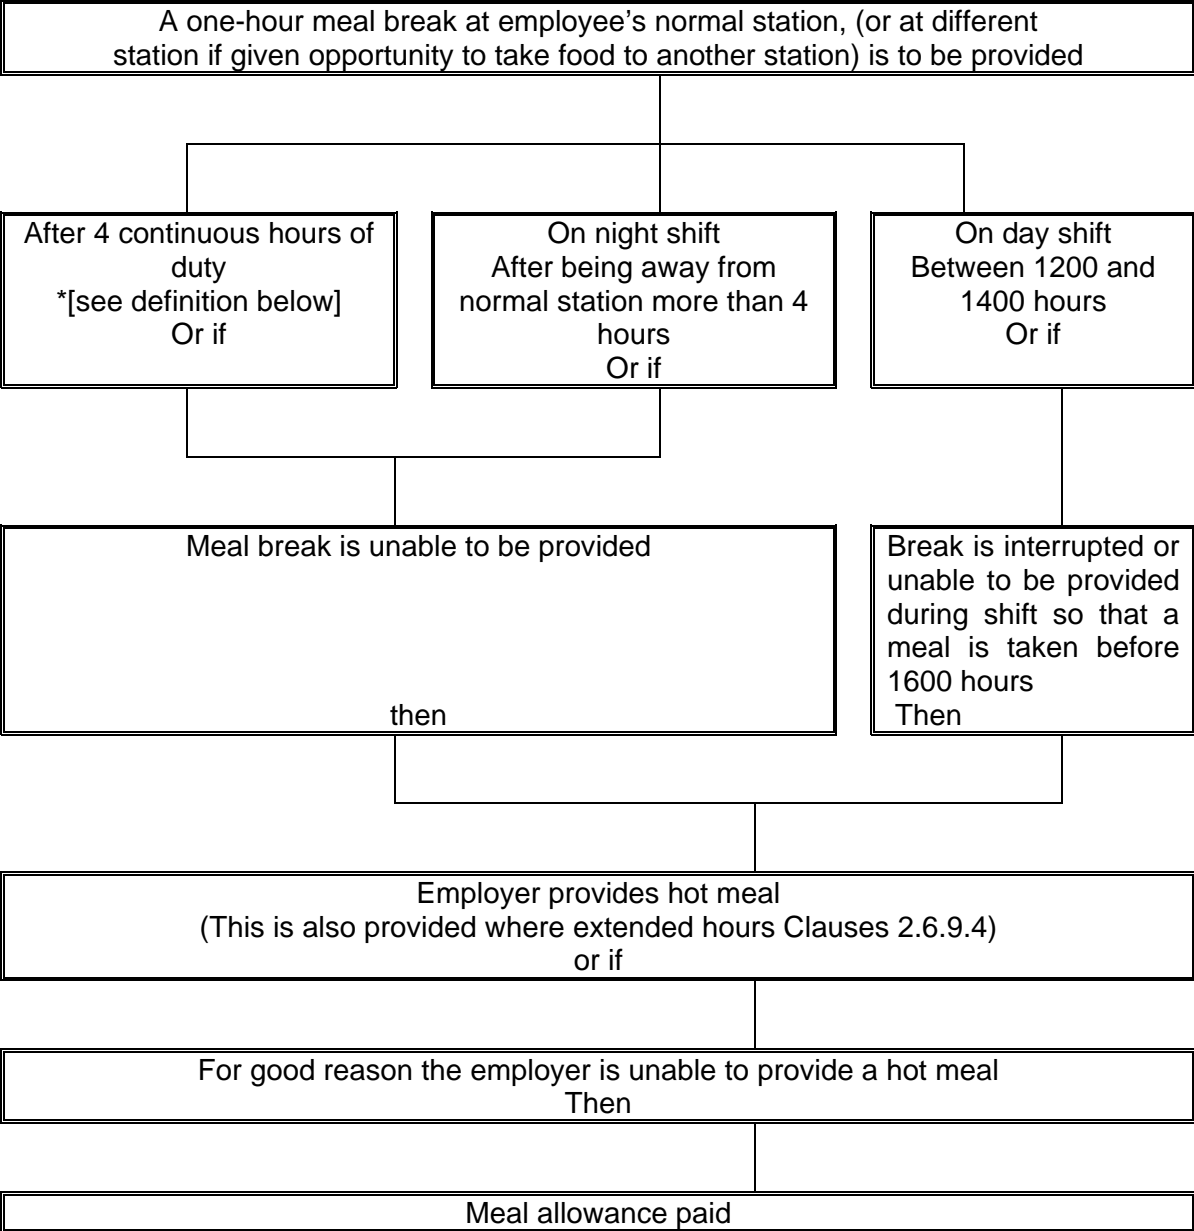 A one-hour meal break at employee's normal station, (or at different
station if given opportunity to take food to another station) is to be provided
After 4 continuous hours of
duty
*[see definition below]
Or if
On night shift
After being away from
normal station more than 4
hours
Or if
On day shift
Between 1200 and
1400 hours
Or if
Meal break is unable to be provided
then
Break is interrupted or
unable to be provided
during shift so that a
meal is taken before
1600 hours
Then
Employer provides hot meal
(This is also provided where extended hours Clauses 2.6.9.4)
or if
For good reason the employer is unable to provide a hot meal
Then
Meal allowance paid